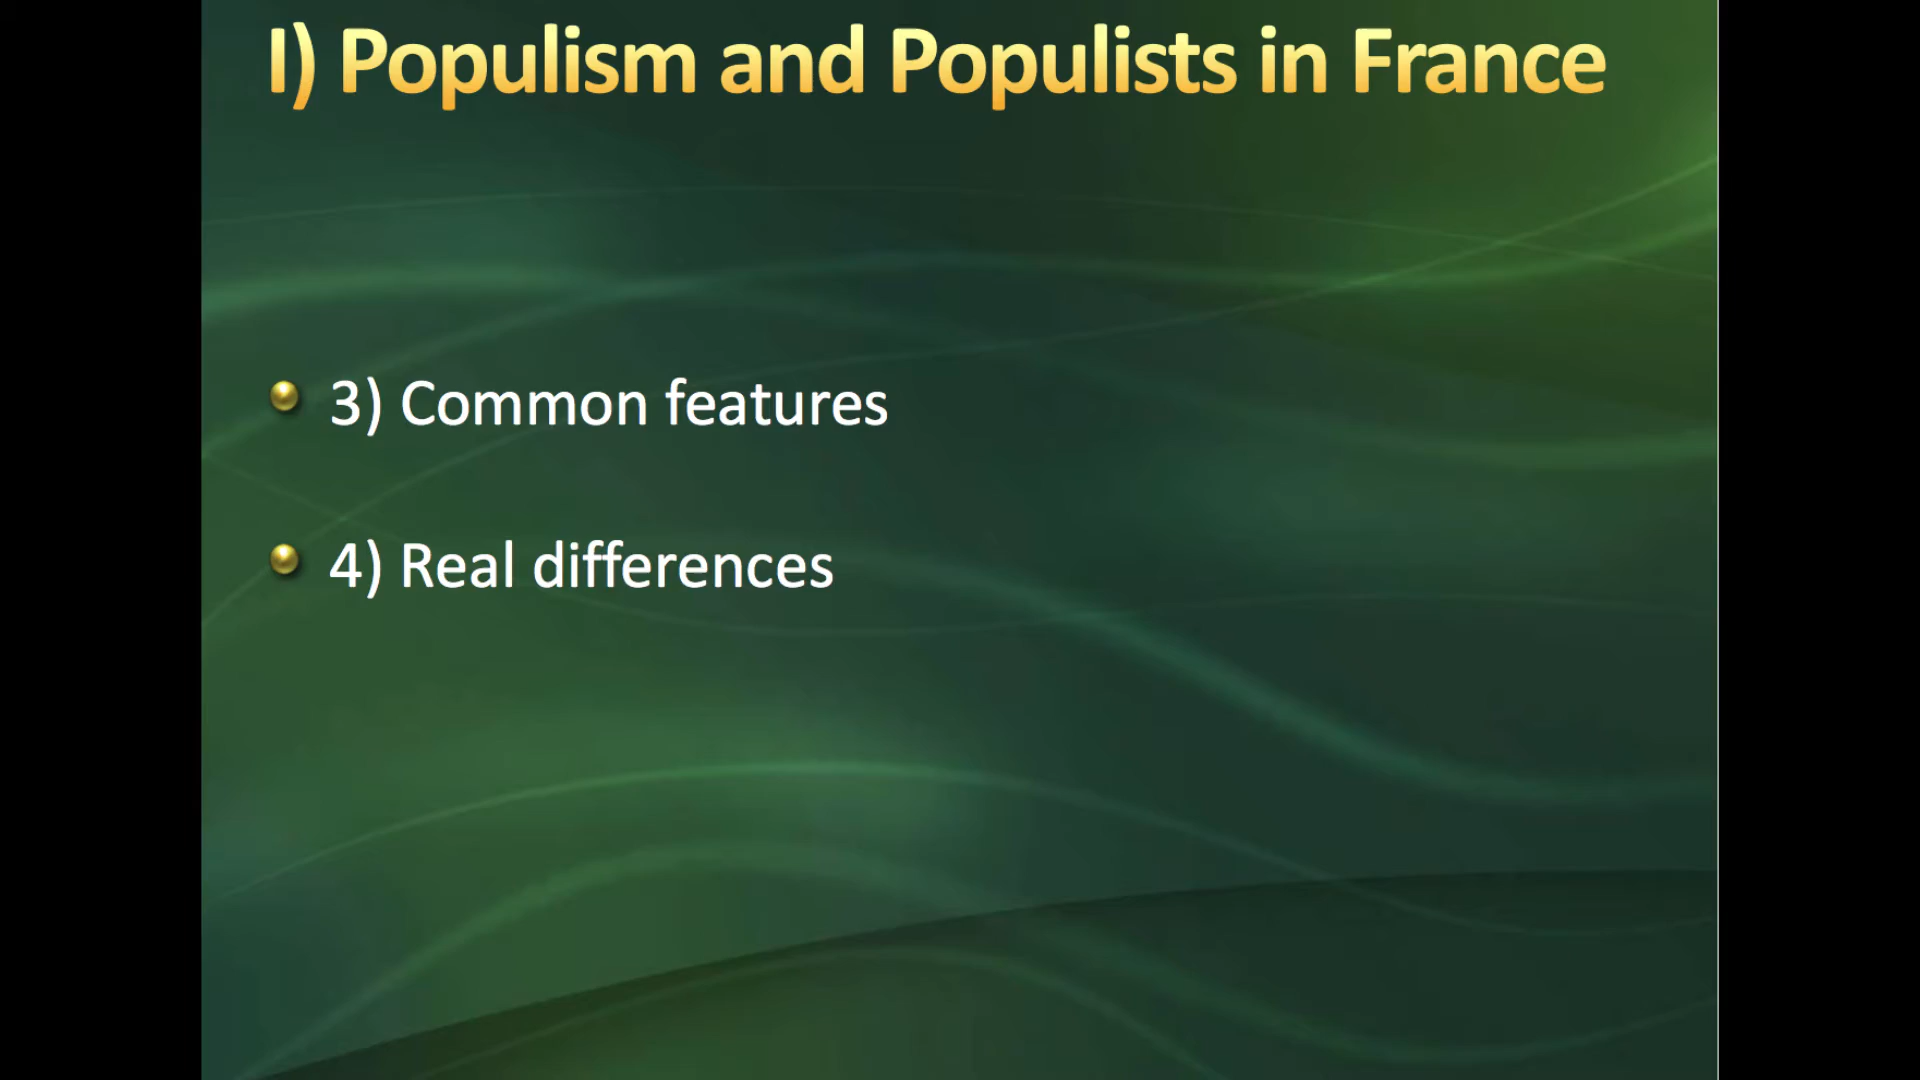 I) Populism and Populists in France
3) Common features
4) Real differences